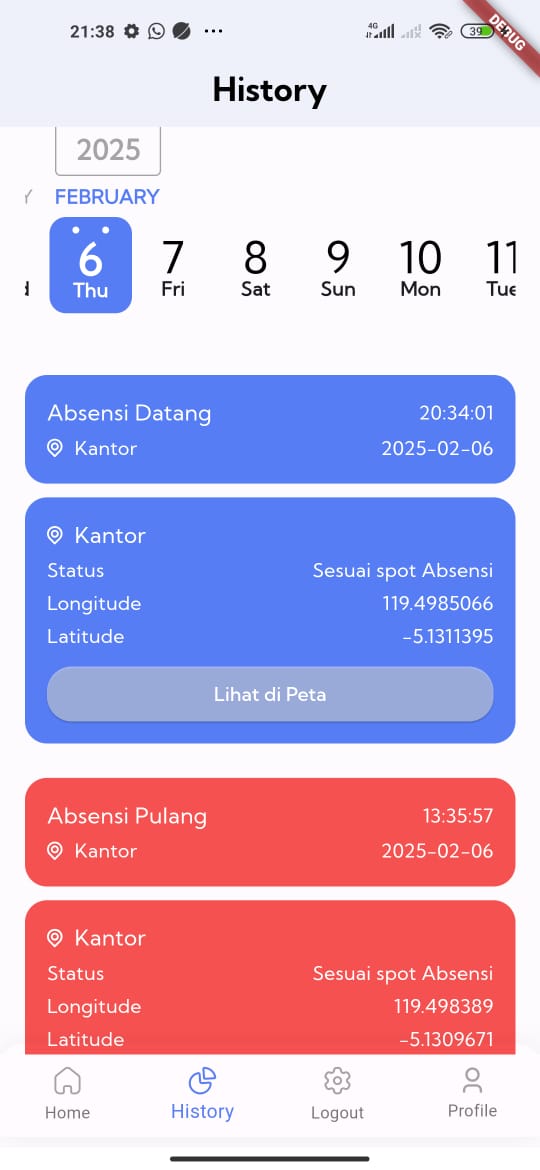 21:38
4G
39
DEBUG
History
2025
FEBRUARY
6 7 8 9 10 11
Thu Fri Sat Sun Mon Tue
Absensi Datang 20:34:01
Kantor 2025-02-06
Kantor
Status Sesuai spot Absensi
Longitude 119.4985066
Latitude -5.1311395
Lihat di Peta
Absensi Pulang 13:35:57
Kantor 2025-02-06
Kantor
Status Sesuai spot Absensi
Longitude 119.498389
Latitude -5.1309671
Home History Logout Profile